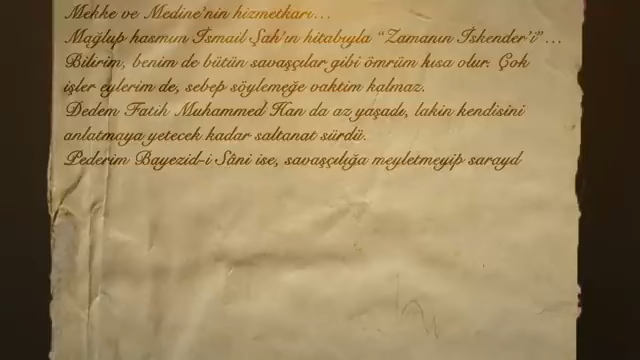 Mekke ve Medine'nin hizmetkarı...
Mağlup hasmım İsmail Şah'ın hitabıyla "Zamanın İskender'i"...
Bilirim, benim de bütün savaşçılar gibi ömrüm kısa olur. Çok
işler eylerim de, sebep söylemeğe vaktim kalmaz.
Dedem Fatih Muhammed Han da az yaşadı, lakin kendisini
anlatmaya yetecek kadar saltanat sürdü.
Pederim Bayezid-i Sâni ise, savaşçılığa meyletmeyip sarayd